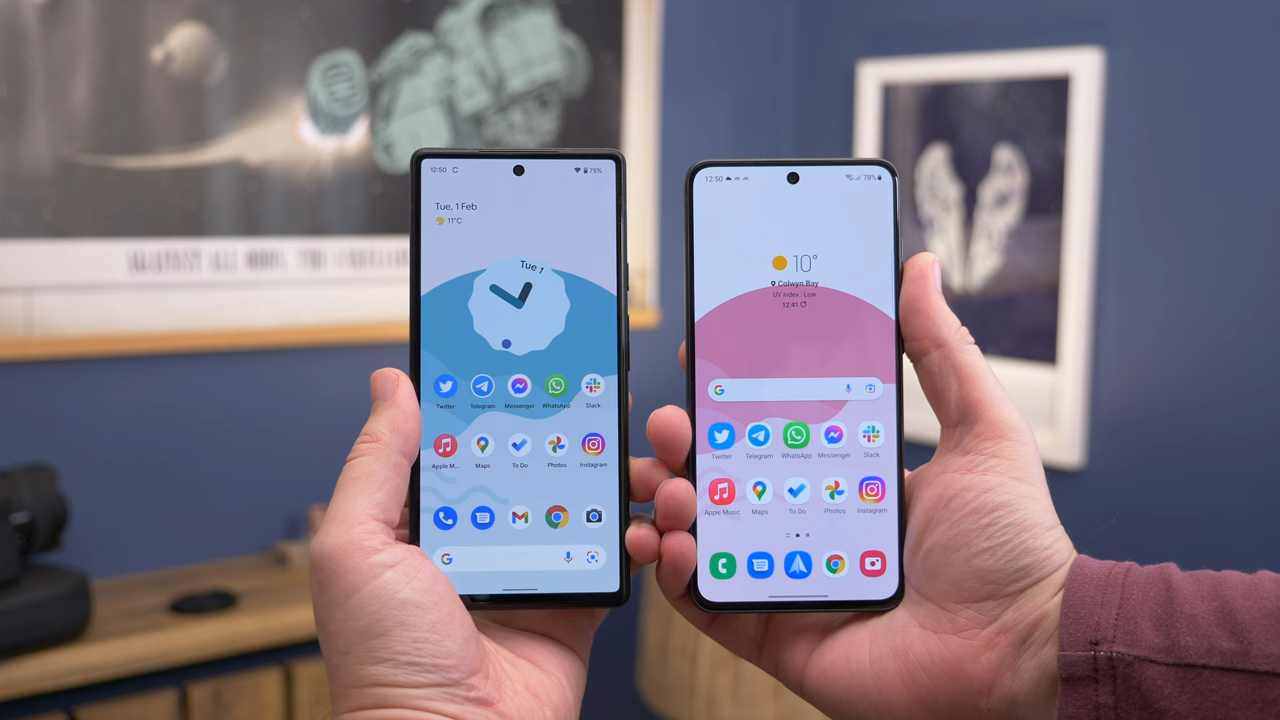 12:50
75%
Tue, 1 Feb
11°C
Tue 1
Twitter Telegram Messenger WhatsApp Slack
Apple M... Maps To Do Photos Instagram
12:50
78%
10°
Colwyn Bay
UV index . Low
12:41
Twitter Telegram WhatsApp Messenger Slack
Apple Music Maps To Do Photos Instagram